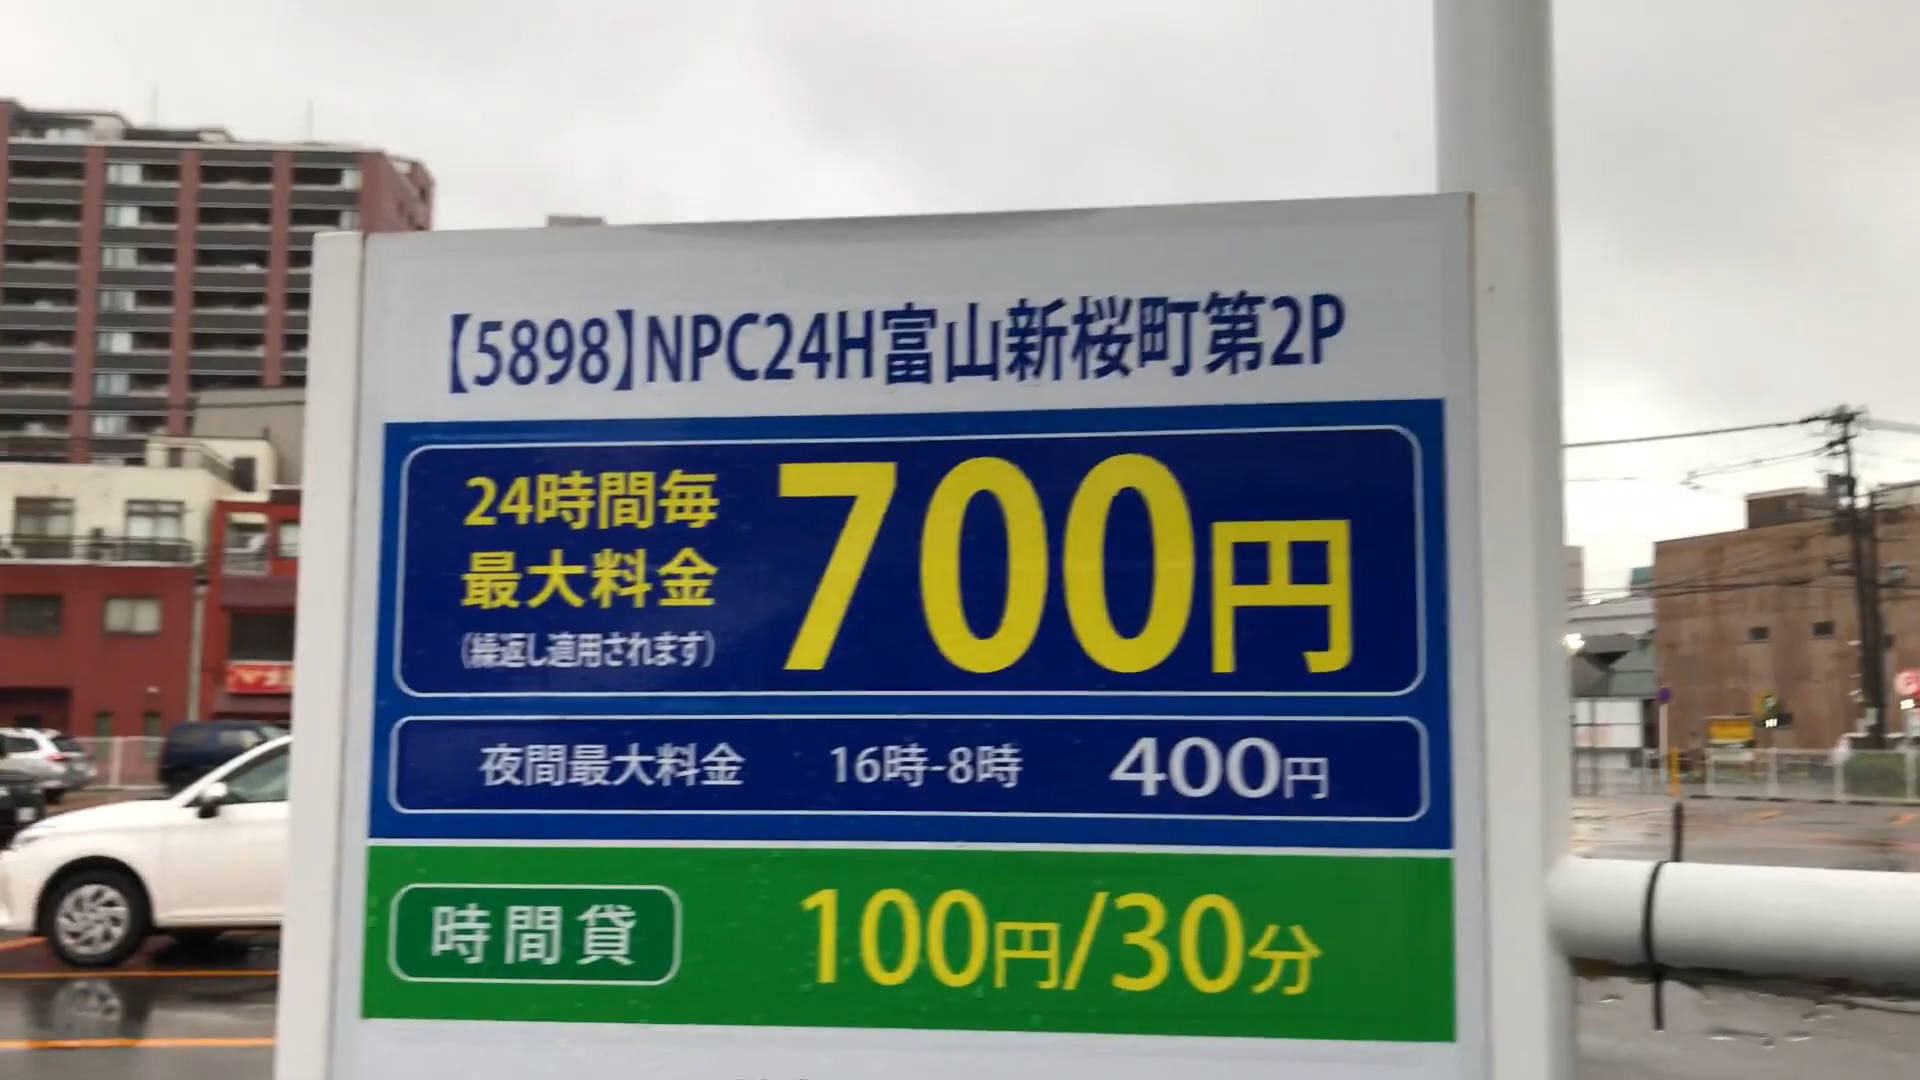 【5898】NPC24H富山新桜町第2P
24時間毎
最大料金
(繰返し適用されます)
700円
夜間最大料金 16時-8時 400円
時間貸 100円/30分